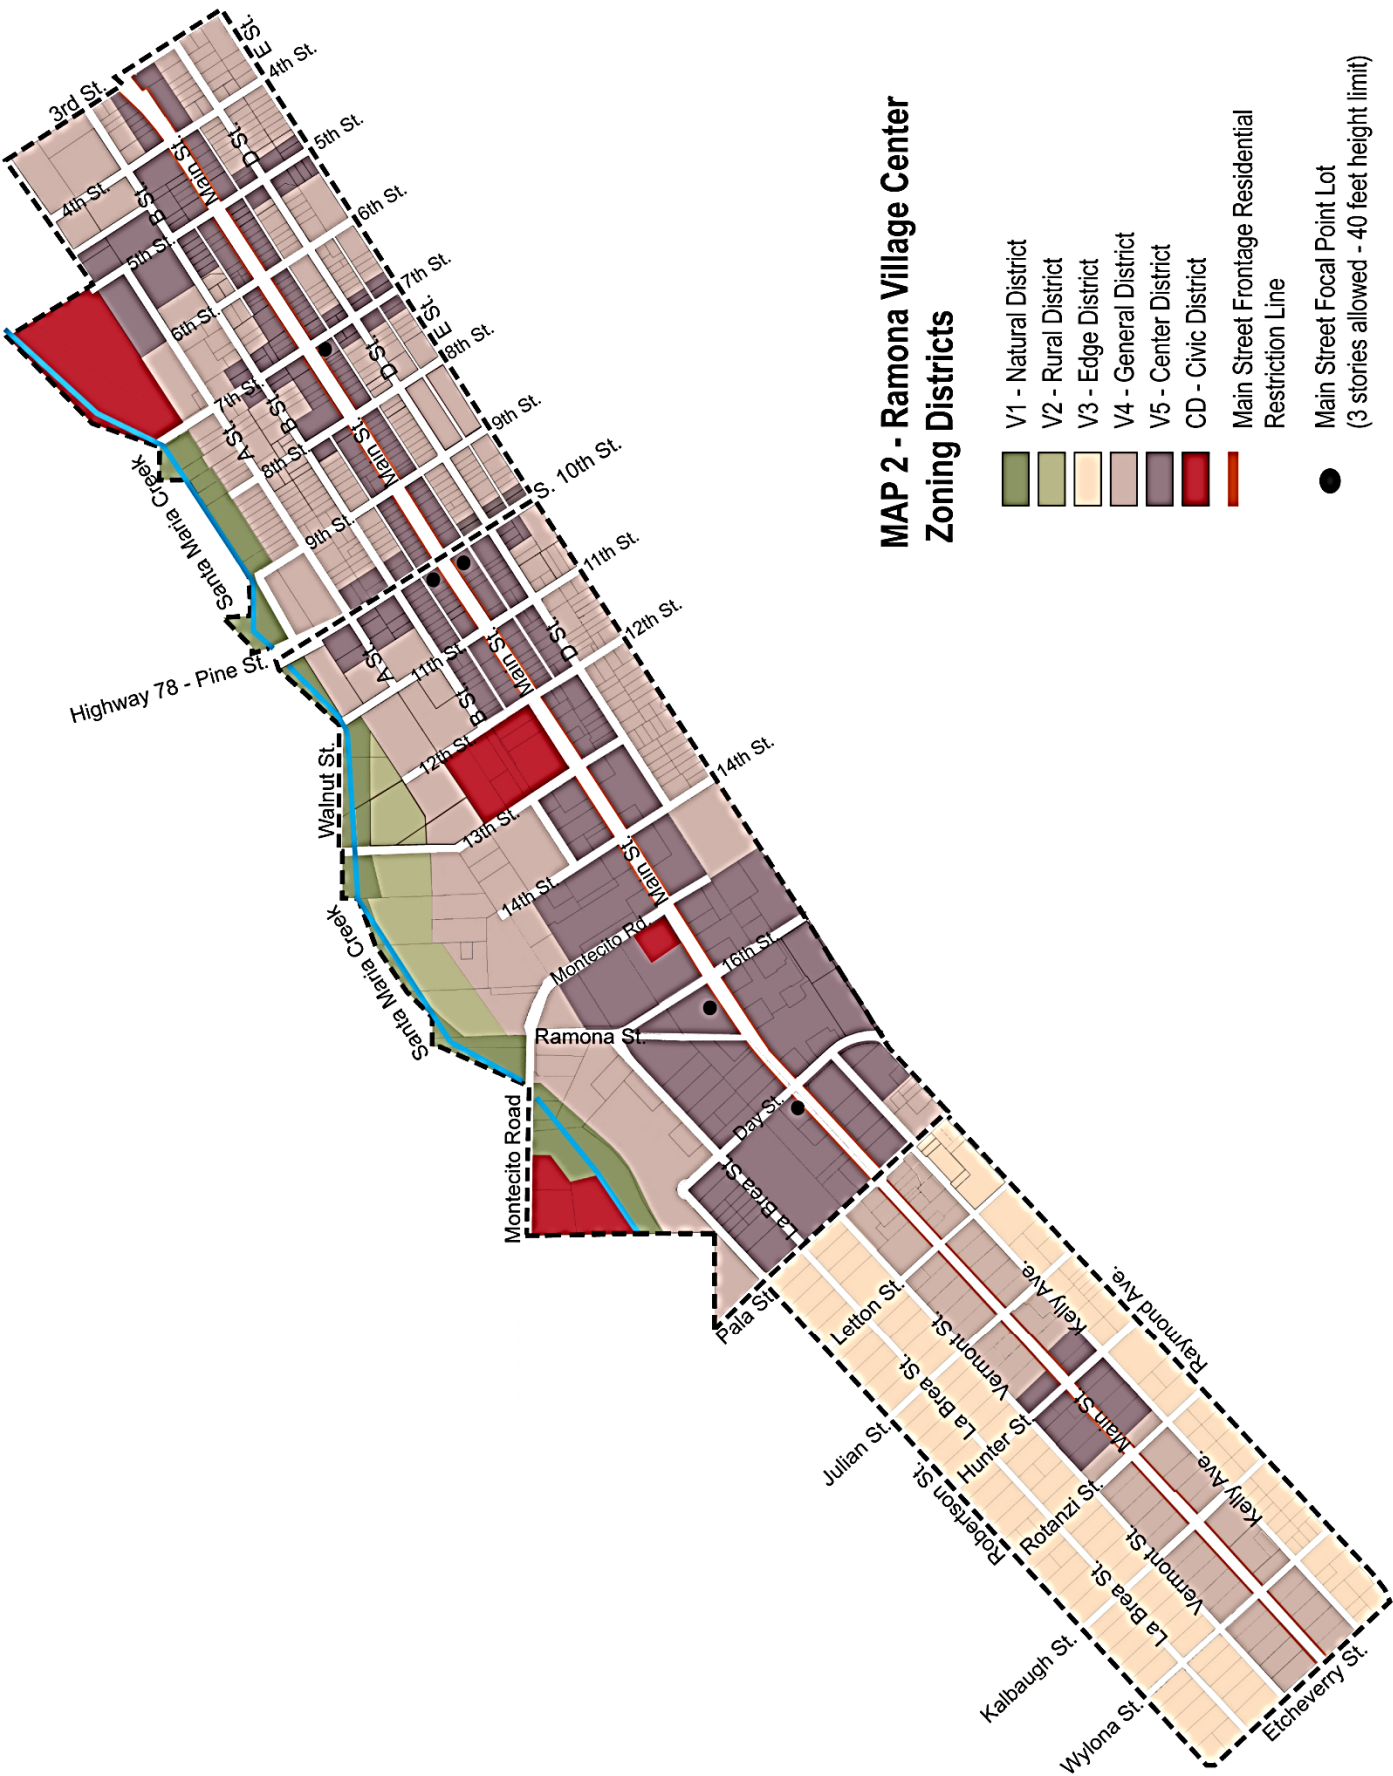 3rd St.
E St.
4th St.
4th St.
B St.
Main St.
D St.
5th St.
5th St.
6th St.
6th St.
7th St.
7th St.
E St.
8th St.
D St.
A St.
B St.
8th St.
Main St.
9th St.
9th St.
S. 10th St.
Santa Maria Creek
Highway 78 - Pine St.
A St.
11th St.
11th St.
B St.
Main St.
D St.
12th St.
12th St.
Walnut St.
13th St.
14th St.
14th St.
Main St.
Santa Maria Creek
Montecito Rd.
16th St.
Ramona St.
Montecito Road
Day St.
La Brea St.
Pala St.
Letton St.
Vermont St.
Kelly Ave.
Raymond Ave.
La Brea St.
Julian St.
Hunter St.
Main St.
Robertson St.
Rotanzi St.
Kelly Ave.
Vermont St.
La Brea St.
Kalbaugh St.
Wylona St.
Etcheverry St.
MAP 2 - Ramona Village Center
Zoning Districts
V1 - Natural District
V2 - Rural District
V3 - Edge District
V4 - General District
V5 - Center District
CD - Civic District
Main Street Frontage Residential
Restriction Line
Main Street Focal Point Lot
(3 stories allowed - 40 feet height limit)